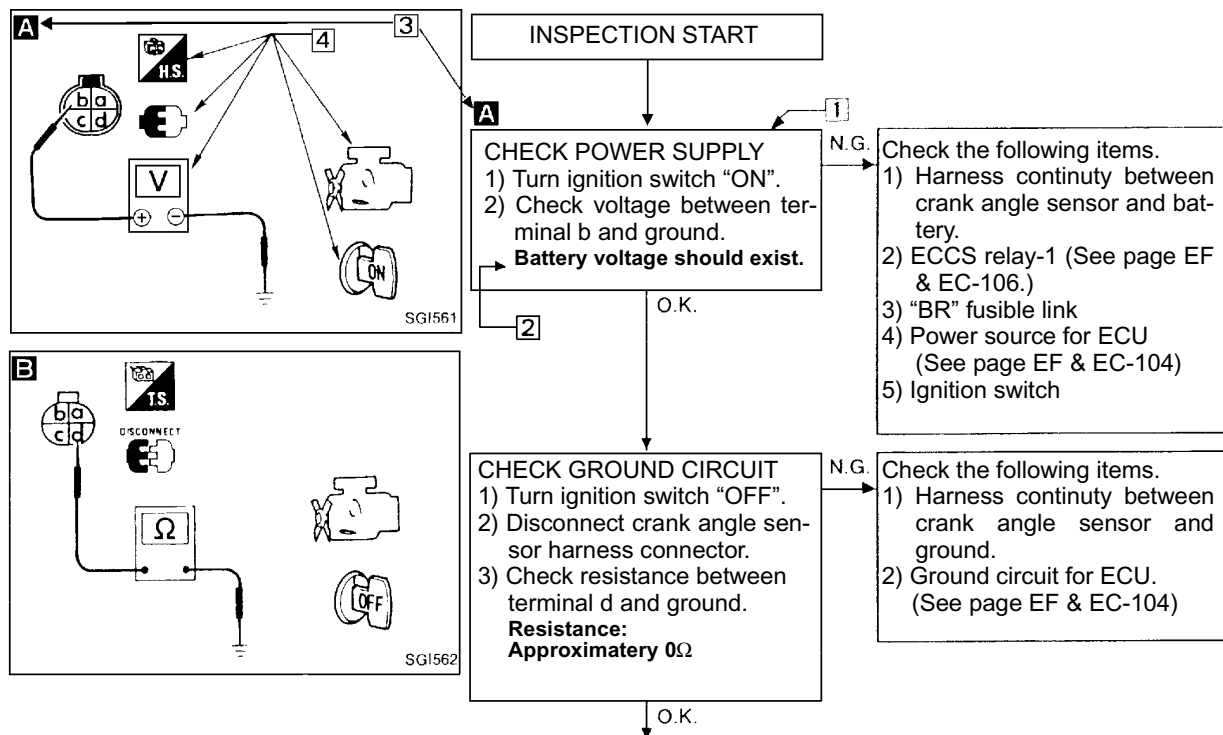 A
3
4
H.S.
b a
c d
V
+ −
ON
SGI561
B
T.S.
b a
c d
DISCONNECT
Ω
OFF
SGI562
INSPECTION START
A
1
CHECK POWER SUPPLY
1) Turn ignition switch “ON”.
2) Check voltage between ter-
minal b and ground.
Battery voltage should exist.
2
N.G.
O.K.
Check the following items.
1) Harness continuty between
crank angle sensor and bat-
tery.
2) ECCS relay-1 (See page EF
& EC-106.)
3) “BR” fusible link
4) Power source for ECU
(See page EF & EC-104)
5) Ignition switch
CHECK GROUND CIRCUIT
1) Turn ignition switch “OFF”.
2) Disconnect crank angle sen-
sor harness connector.
3) Check resistance between
terminal d and ground.
Resistance:
Approximatery 0Ω
N.G.
O.K.
Check the following items.
1) Harness continuty between
crank angle sensor and
ground.
2) Ground circuit for ECU.
(See page EF & EC-104)